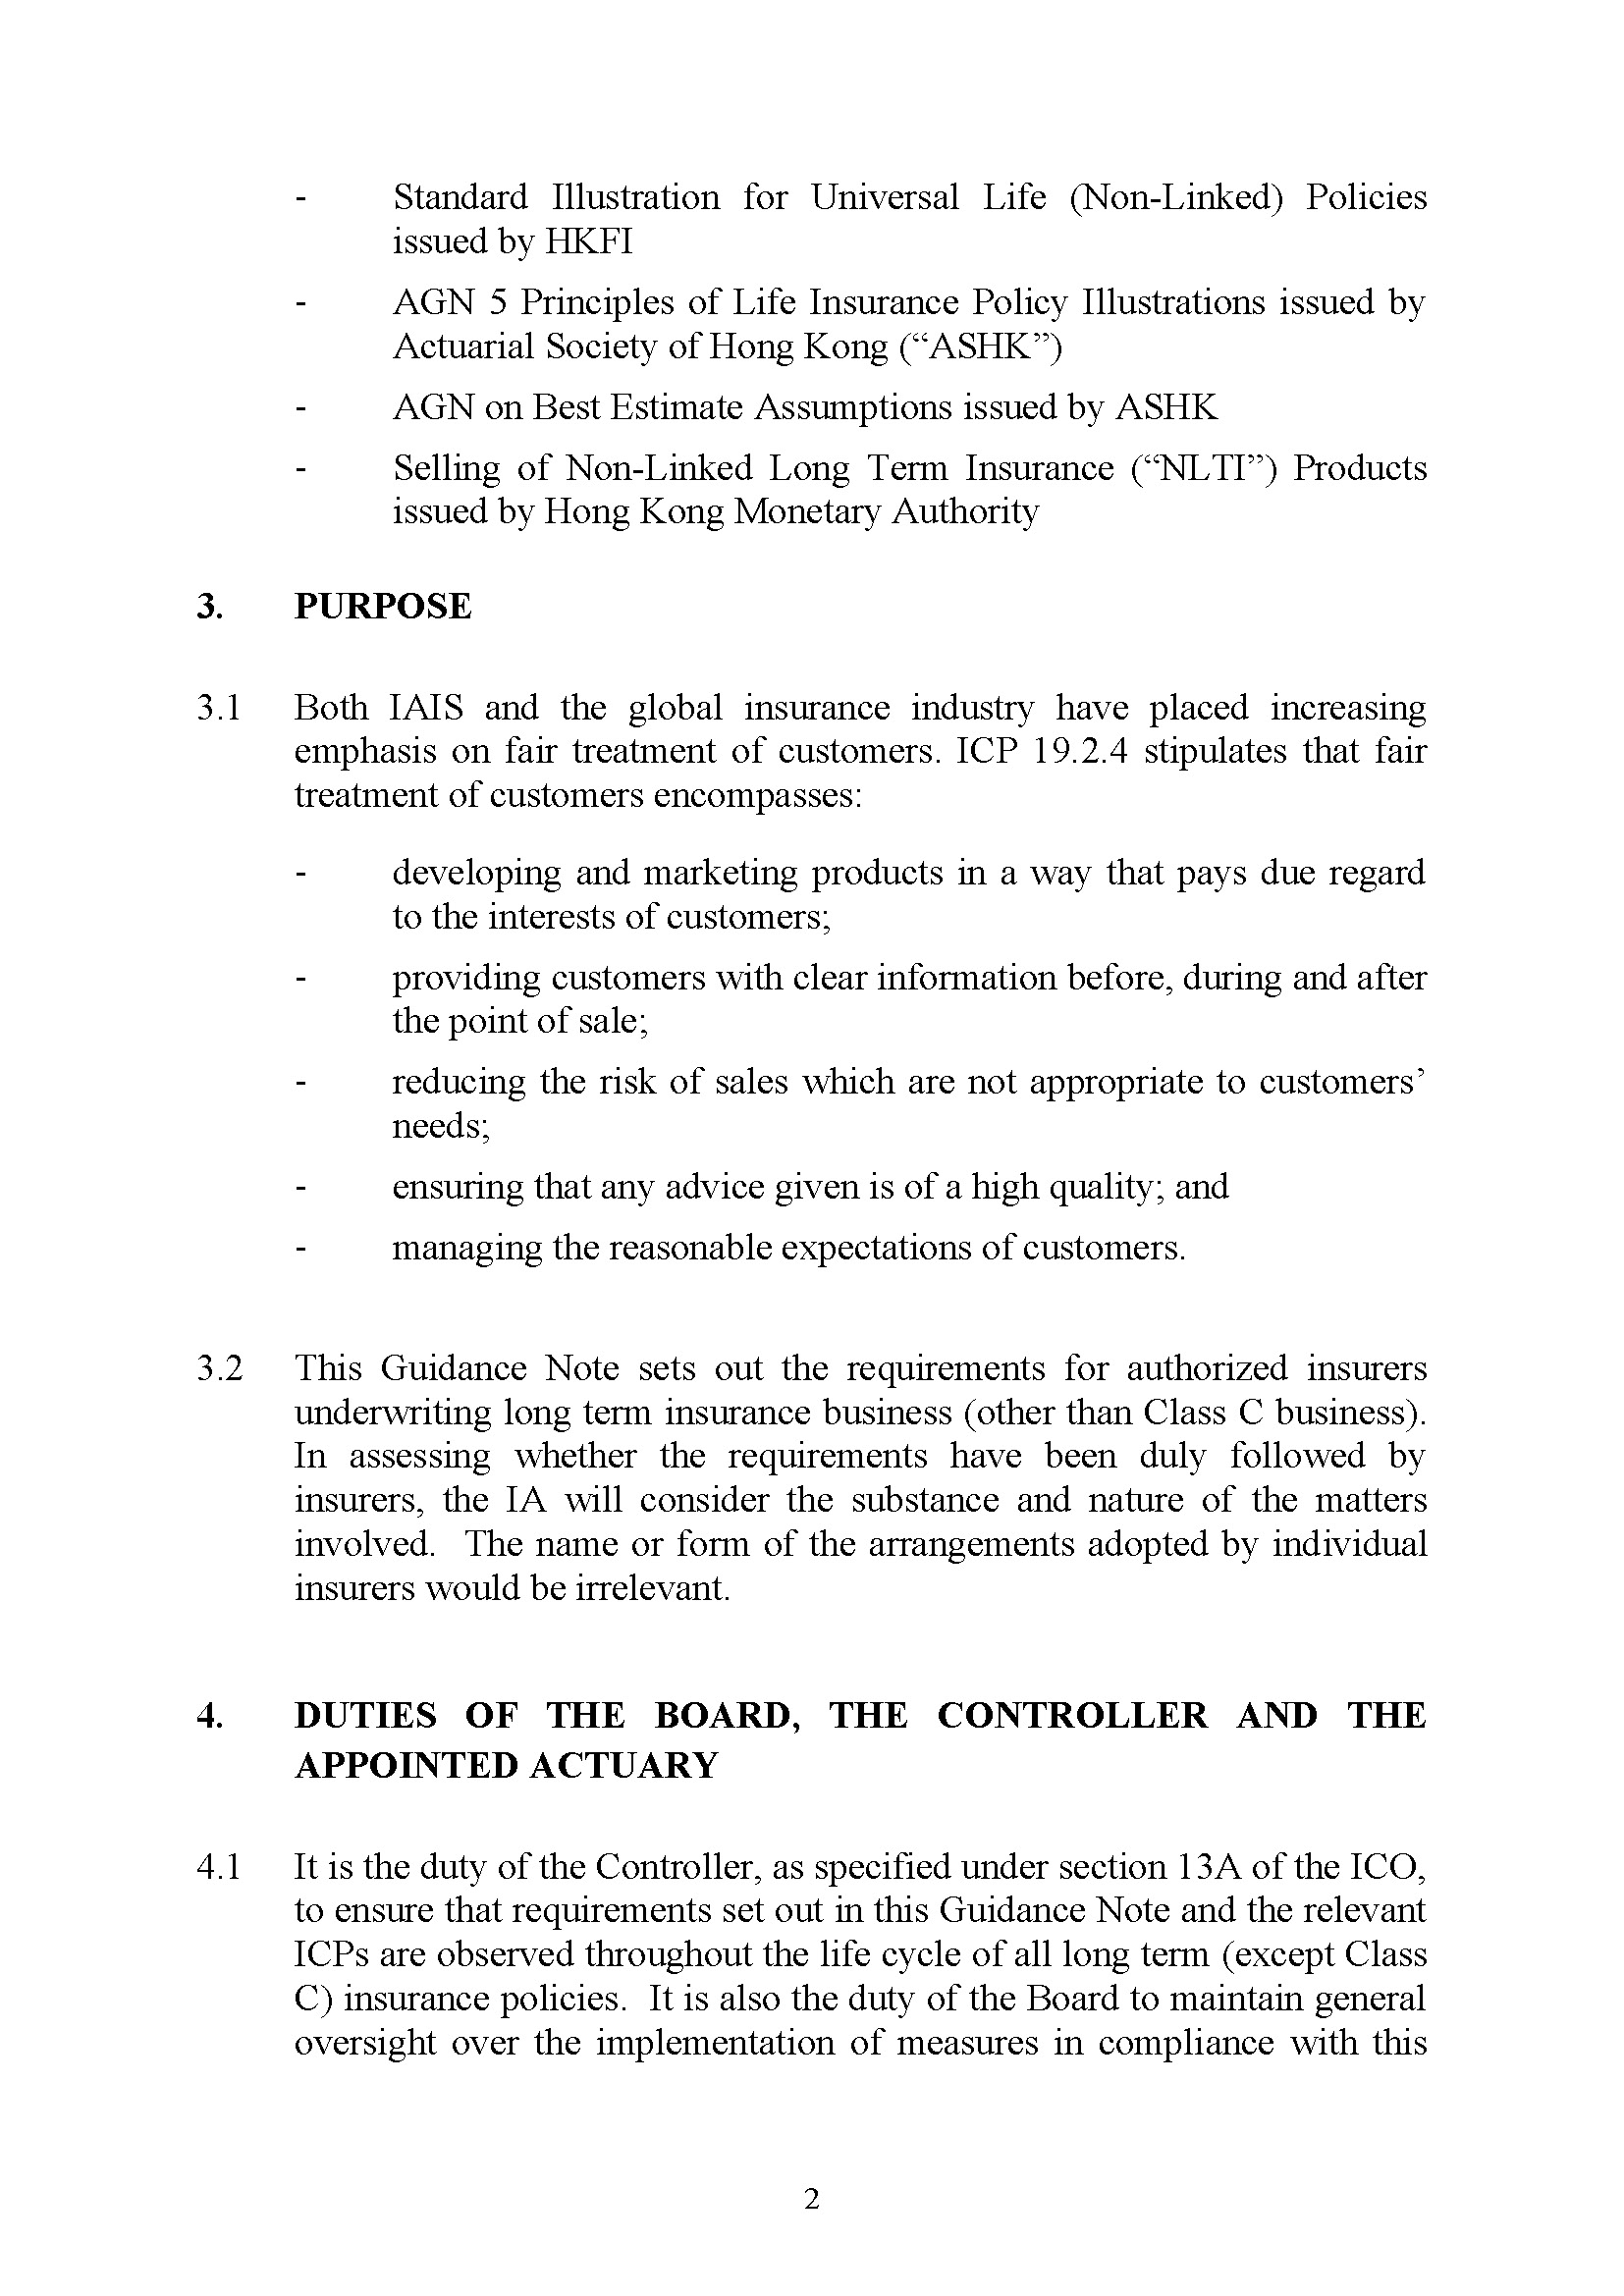 - Standard Illustration for Universal Life (Non-Linked) Policies
issued by HKFI
- AGN 5 Principles of Life Insurance Policy Illustrations issued by
Actuarial Society of Hong Kong (“ASHK”)
- AGN on Best Estimate Assumptions issued by ASHK
- Selling of Non-Linked Long Term Insurance (“NLTI”) Products
issued by Hong Kong Monetary Authority
3. PURPOSE
3.1 Both IAIS and the global insurance industry have placed increasing
emphasis on fair treatment of customers. ICP 19.2.4 stipulates that fair
treatment of customers encompasses:
- developing and marketing products in a way that pays due regard
to the interests of customers;
- providing customers with clear information before, during and after
the point of sale;
- reducing the risk of sales which are not appropriate to customers’
needs;
- ensuring that any advice given is of a high quality; and
- managing the reasonable expectations of customers.
3.2 This Guidance Note sets out the requirements for authorized insurers
underwriting long term insurance business (other than Class C business).
In assessing whether the requirements have been duly followed by
insurers, the IA will consider the substance and nature of the matters
involved. The name or form of the arrangements adopted by individual
insurers would be irrelevant.
4. DUTIES OF THE BOARD, THE CONTROLLER AND THE
APPOINTED ACTUARY
4.1 It is the duty of the Controller, as specified under section 13A of the ICO,
to ensure that requirements set out in this Guidance Note and the relevant
ICPs are observed throughout the life cycle of all long term (except Class
C) insurance policies. It is also the duty of the Board to maintain general
oversight over the implementation of measures in compliance with this
2